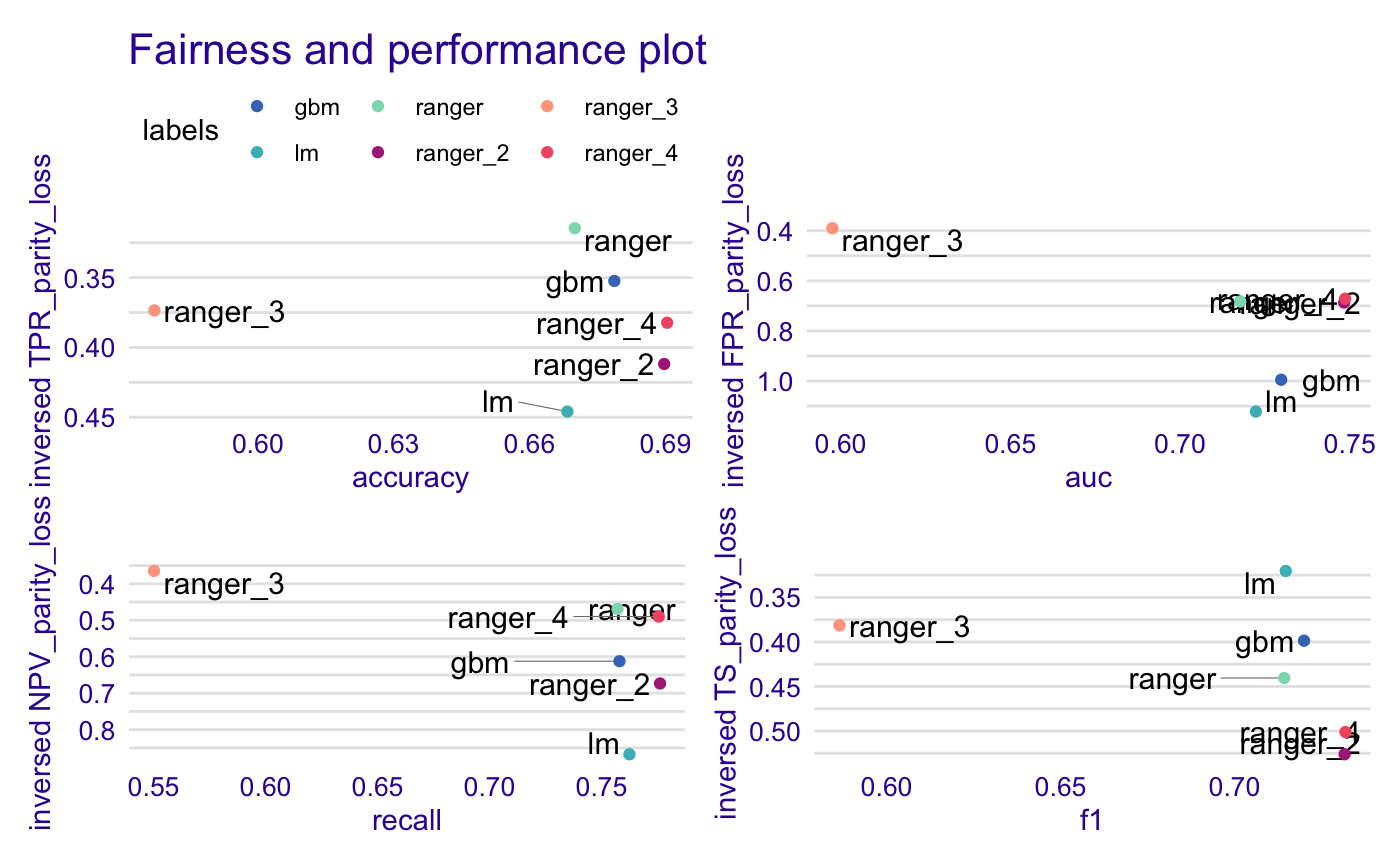 Fairness and performance plot
labels
gbm
ranger
ranger_3
lm
ranger_2
ranger_4
inversed TPR_parity_loss
0.35
0.40
0.45
ranger
gbm
ranger_3
ranger_4
ranger_2
lm
0.60
0.63
0.66
0.69
accuracy
inversed FPR_parity_loss
0.4
0.6
0.8
1.0
ranger_3
ranger_4
ranger
ranger_2
gbm
lm
0.60
0.65
0.70
0.75
auc
inversed NPV_parity_loss
0.4
0.5
0.6
0.7
0.8
ranger_3
ranger
ranger_4
gbm
ranger_2
lm
0.55
0.60
0.65
0.70
0.75
recall
inversed TS_parity_loss
0.35
0.40
0.45
0.50
lm
ranger_3
gbm
ranger
ranger_4
ranger_2
0.60
0.65
0.70
f1